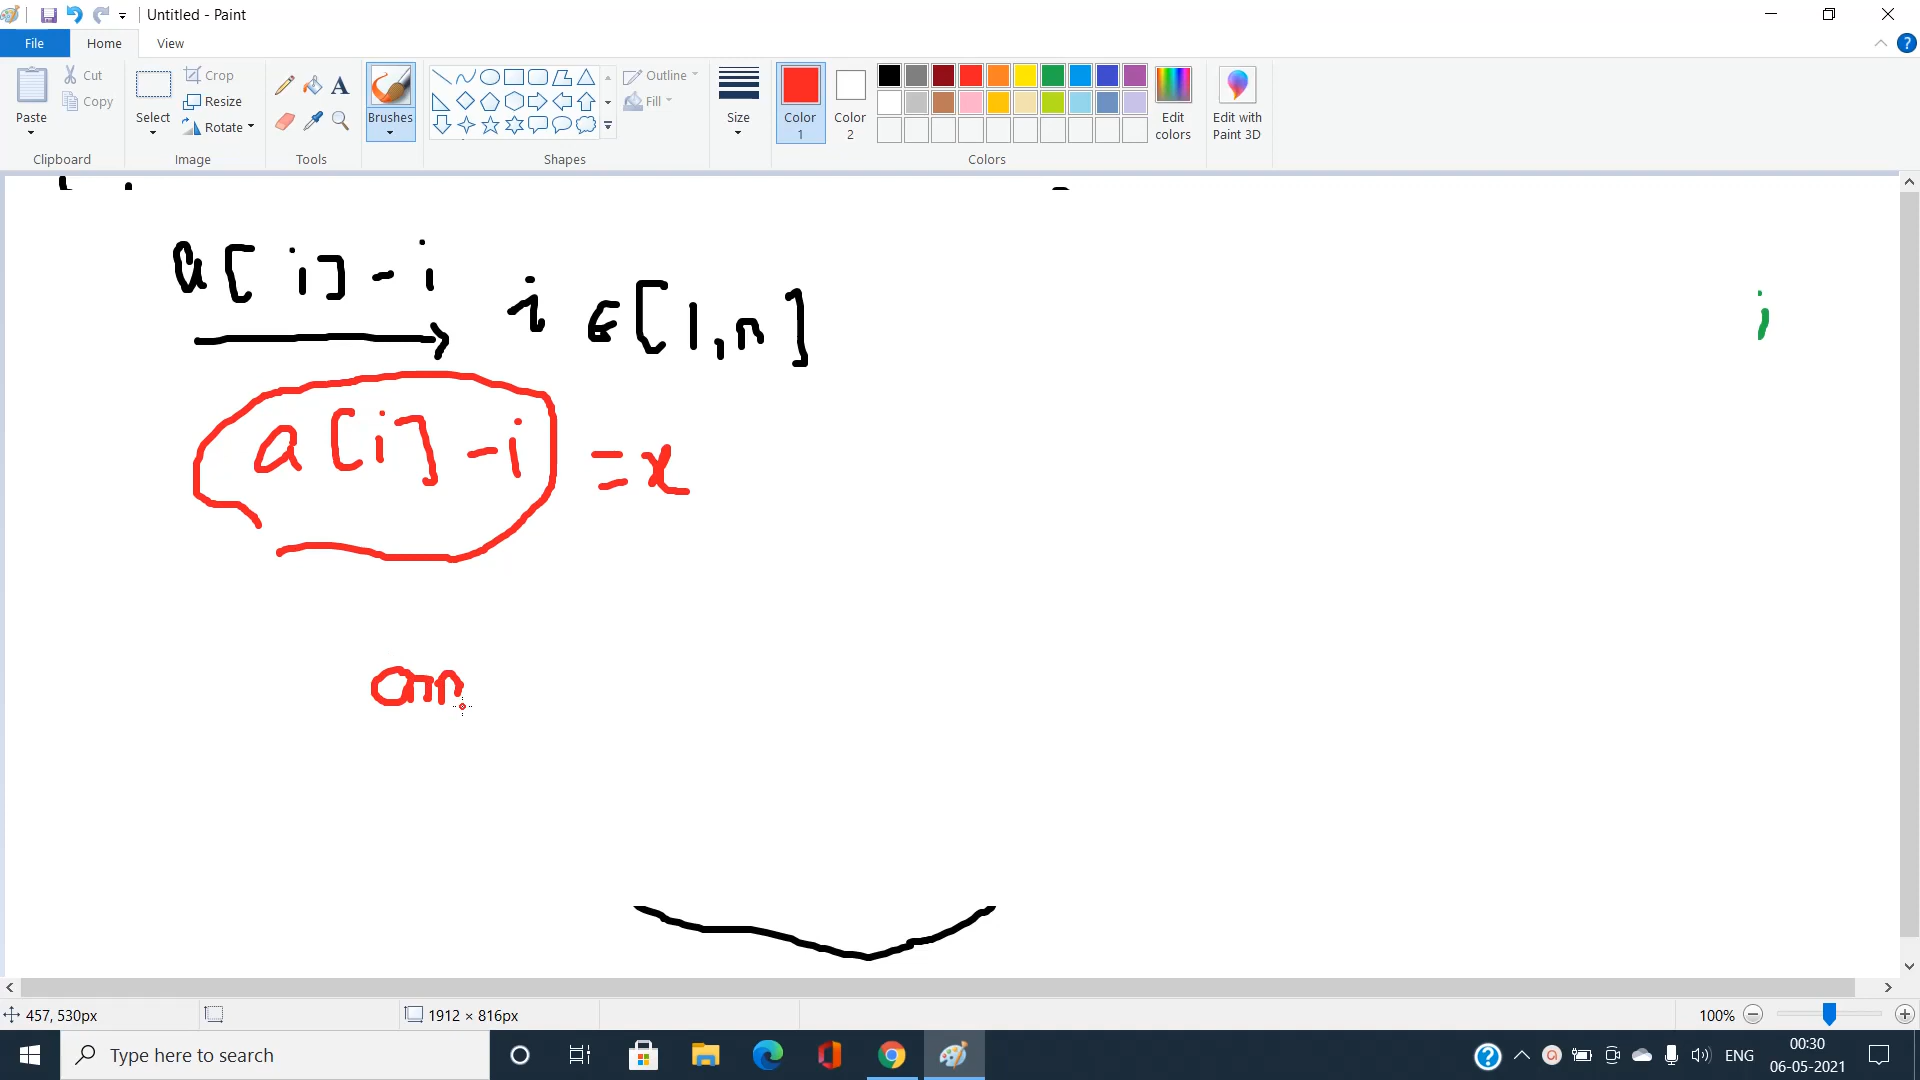 Untitled - Paint
File Home View
Paste Cut Copy Clipboard
Select Crop Resize Rotate Image
Tools
Brushes
Shapes Outline Fill
Size
Color 1 Color 2 Edit colors Edit with Paint 3D
Colors
a[i]-i i ∈[1,n]
i
a[i]-i =x
ann
457, 530px 1912 × 816px 100%
Type here to search ENG 00:30 06-05-2021